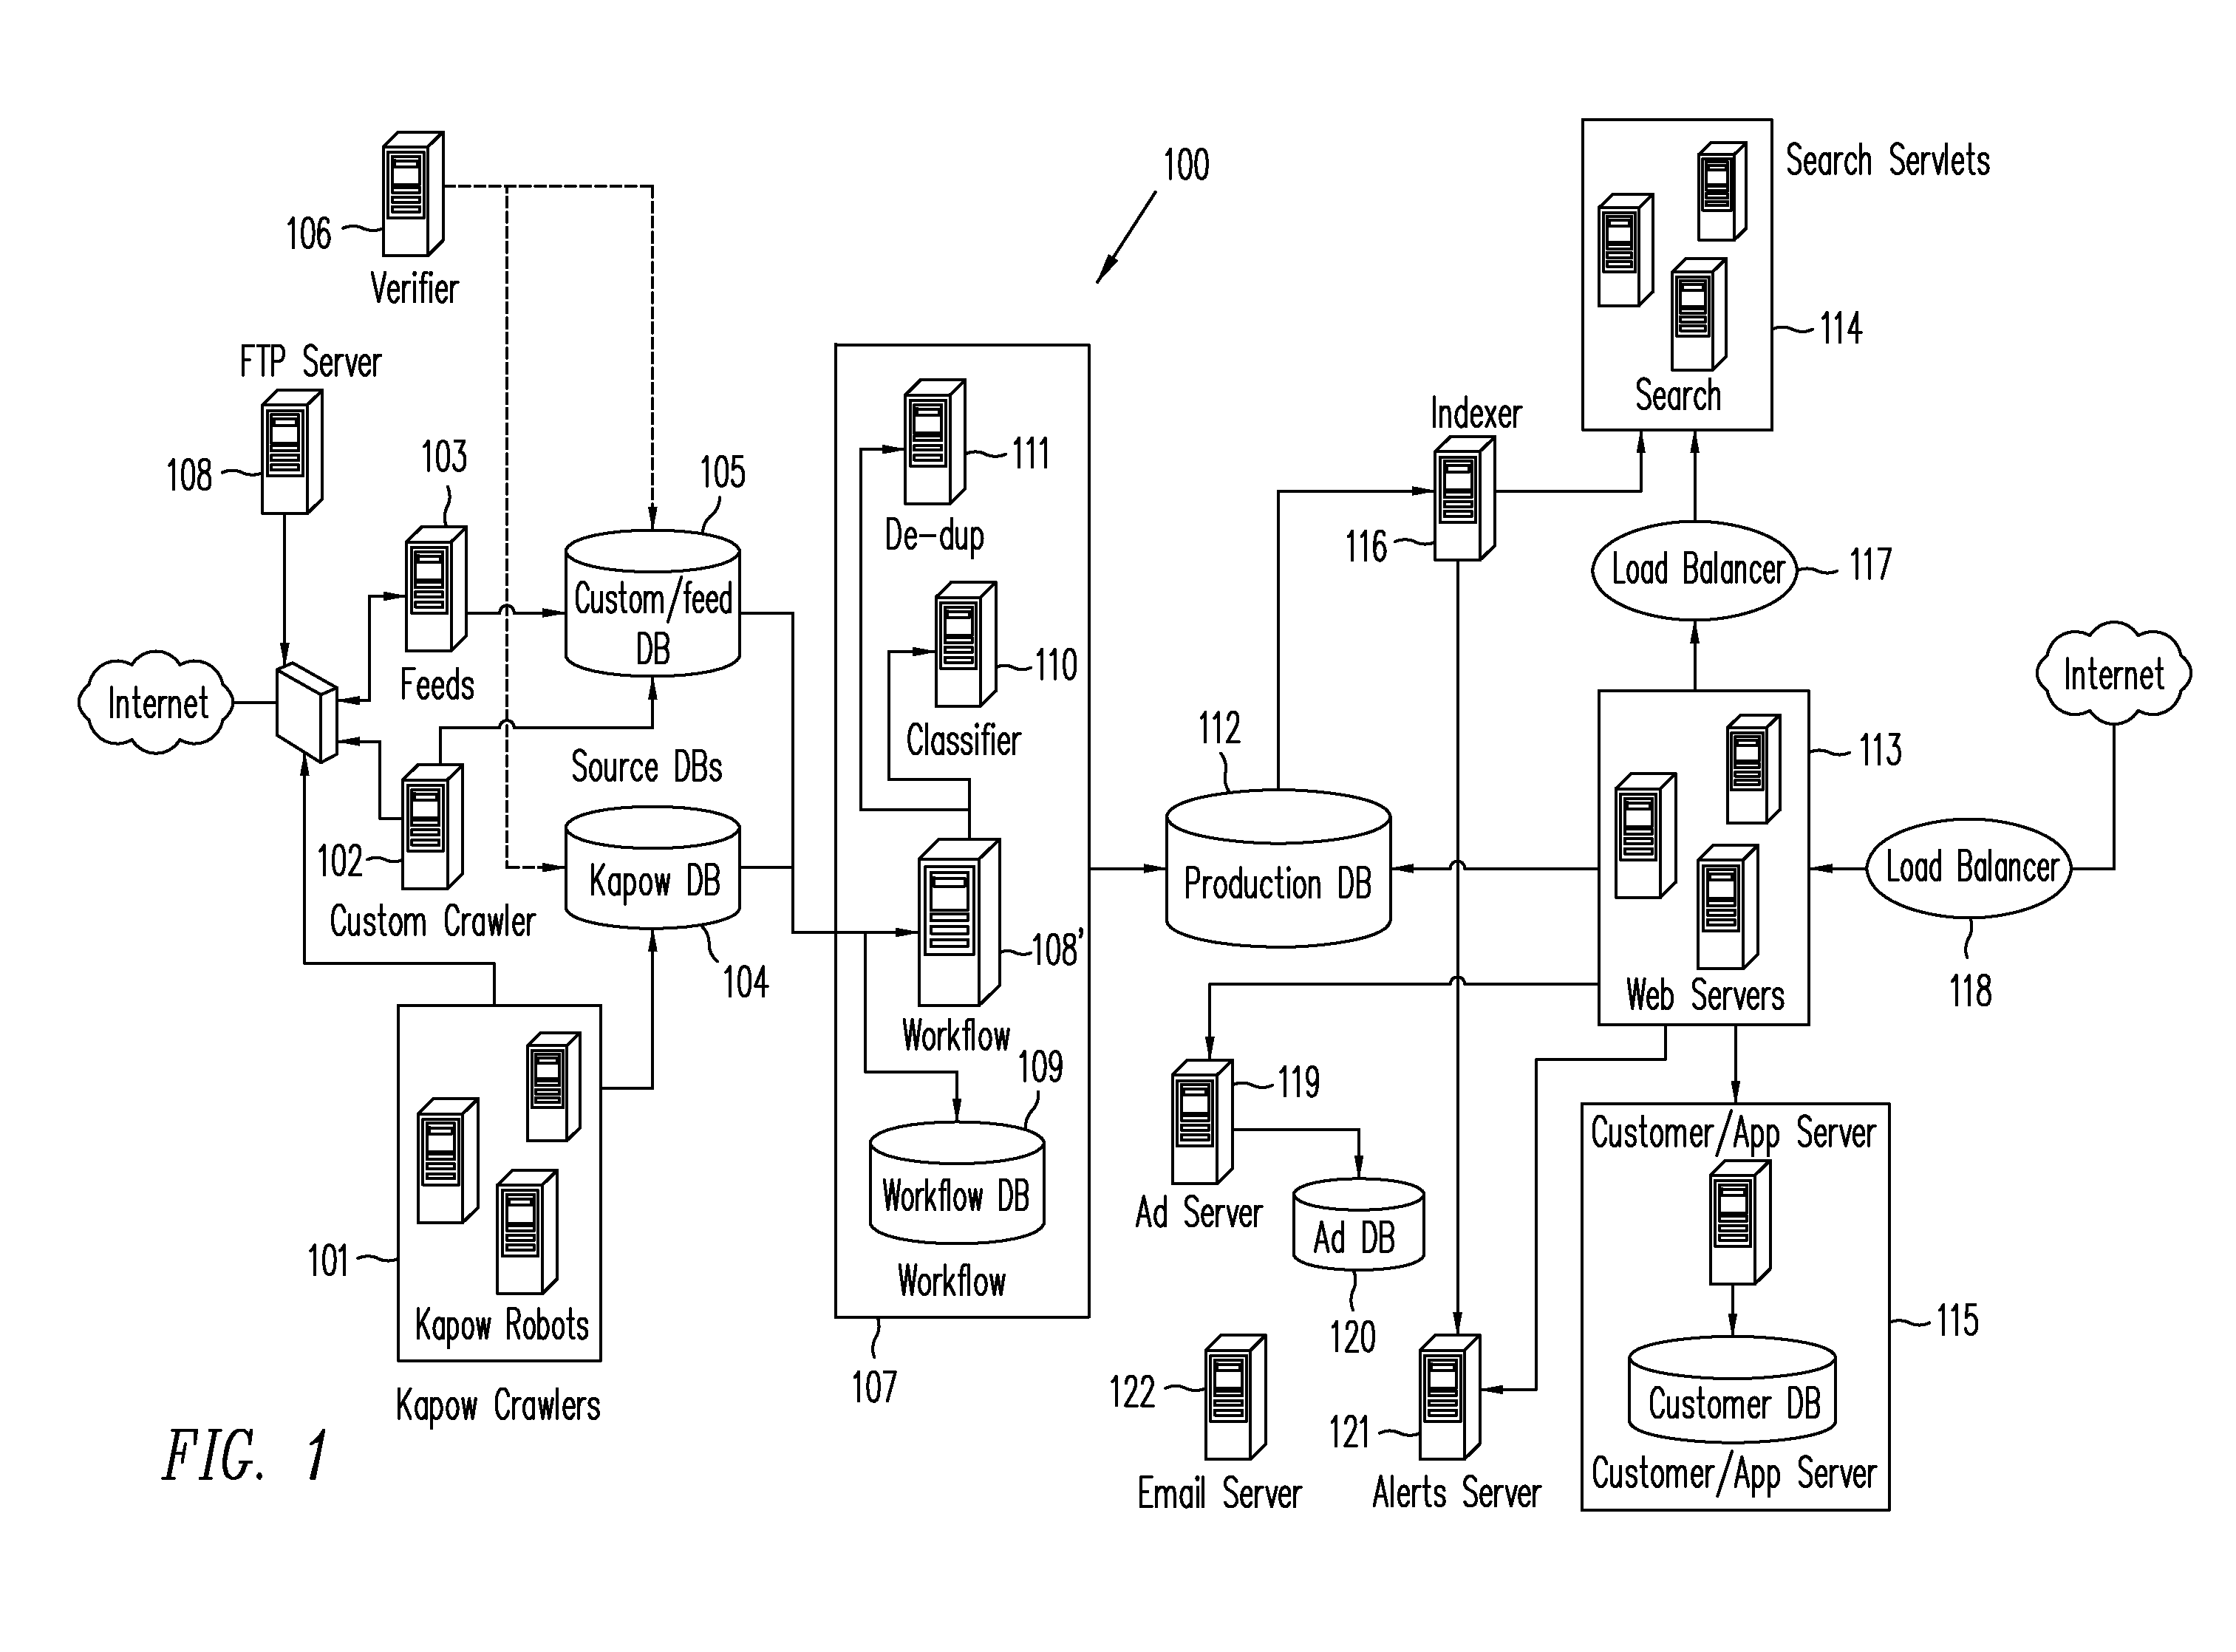 100
106
Verifier
FTP Server
108
103
Feeds
Internet
102
Custom Crawler
105
Custom/feed
DB
Source DBs
Kapow DB
104
101
Kapow Robots
Kapow Crawlers
111
De-dup
110
Classifier
108'
Workflow
109
Workflow DB
Workflow
107
112
Production DB
Indexer
116
Search Servlets
114
Search
Load Balancer
117
Internet
113
Web Servers
Load Balancer
118
119
Ad Server
Ad DB
120
122
Email Server
121
Alerts Server
Customer/App Server
115
Customer DB
Customer/App Server
FIG. 1